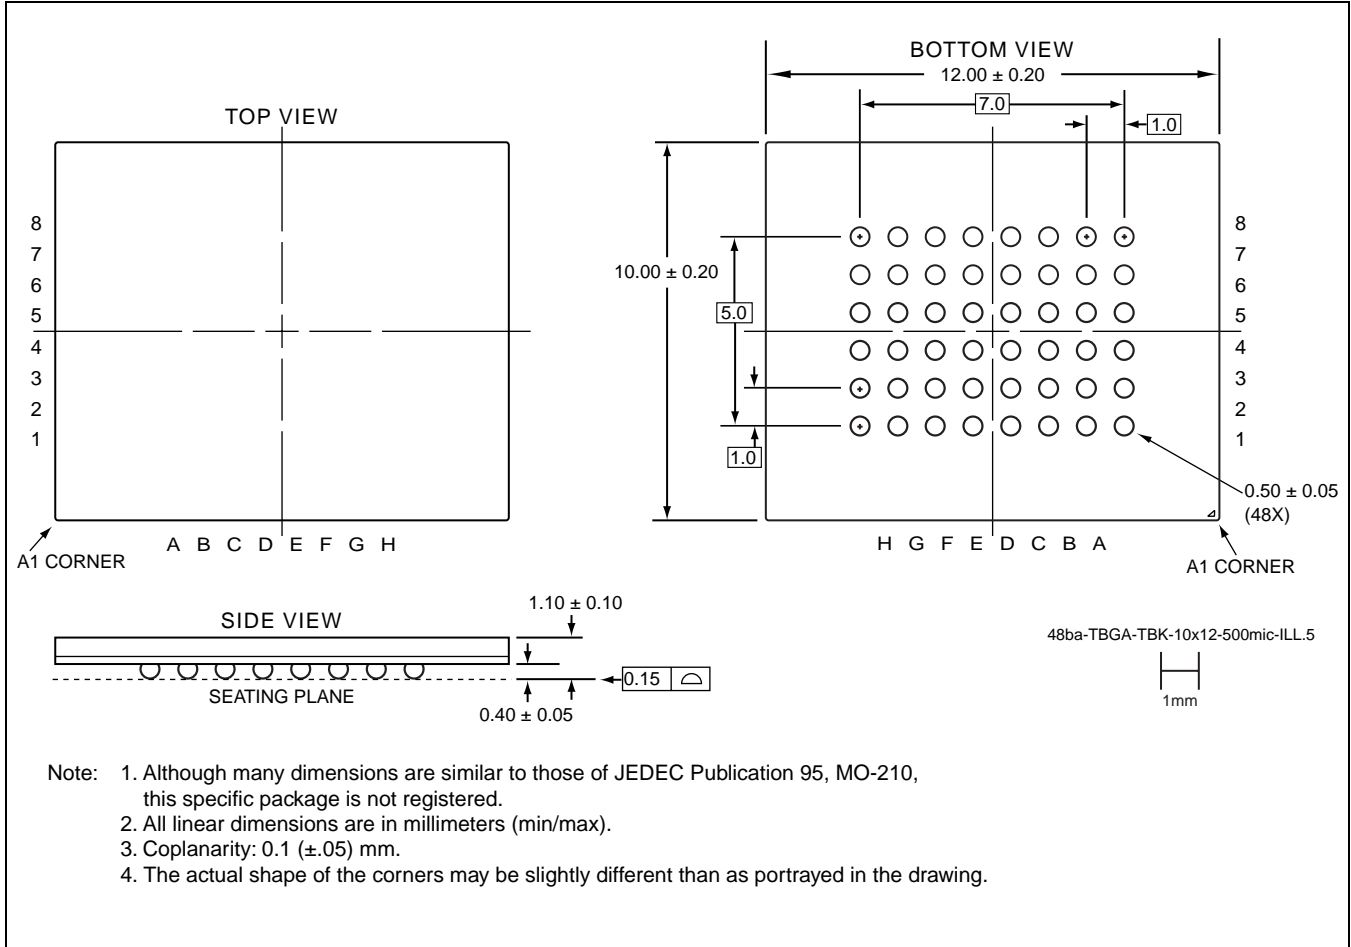 TOP VIEW
8
7
6
5
4
3
2
1
A B C D E F G H
A1 CORNER
BOTTOM VIEW
12.00 ± 0.20
7.0
1.0
10.00 ± 0.20
5.0
1.0
8
7
6
5
4
3
2
1
0.50 ± 0.05
(48X)
H G F E D C B A
A1 CORNER
SIDE VIEW
1.10 ± 0.10
0.15
SEATING PLANE
0.40 ± 0.05
48ba-TBGA-TBK-10x12-500mic-ILL.5
1mm
Note: 1. Although many dimensions are similar to those of JEDEC Publication 95, MO-210,
this specific package is not registered.
2. All linear dimensions are in millimeters (min/max).
3. Coplanarity: 0.1 (±.05) mm.
4. The actual shape of the corners may be slightly different than as portrayed in the drawing.